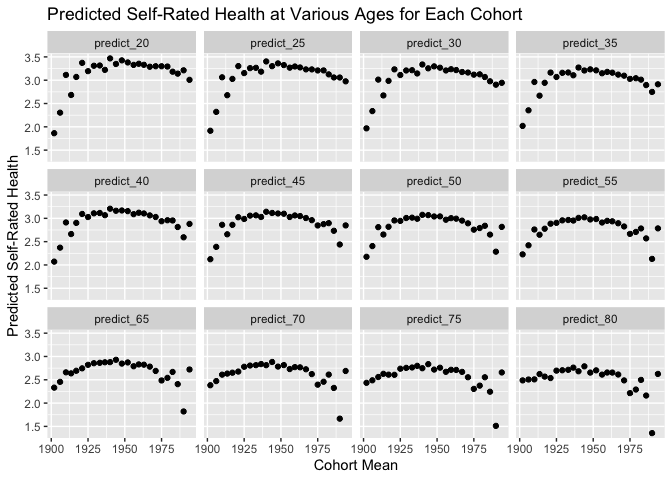 Predicted Self-Rated Health at Various Ages for Each Cohort
predict_20 predict_25 predict_30 predict_35
3.5
3.0
2.5
2.0
1.5
predict_40 predict_45 predict_50 predict_55
3.5
3.0
2.5
2.0
1.5
predict_65 predict_70 predict_75 predict_80
3.5
3.0
2.5
2.0
1.5
Predicted Self-Rated Health
1900 1925 1950 1975 1900 1925 1950 1975 1900 1925 1950 1975 1900 1925 1950 1975
Cohort Mean